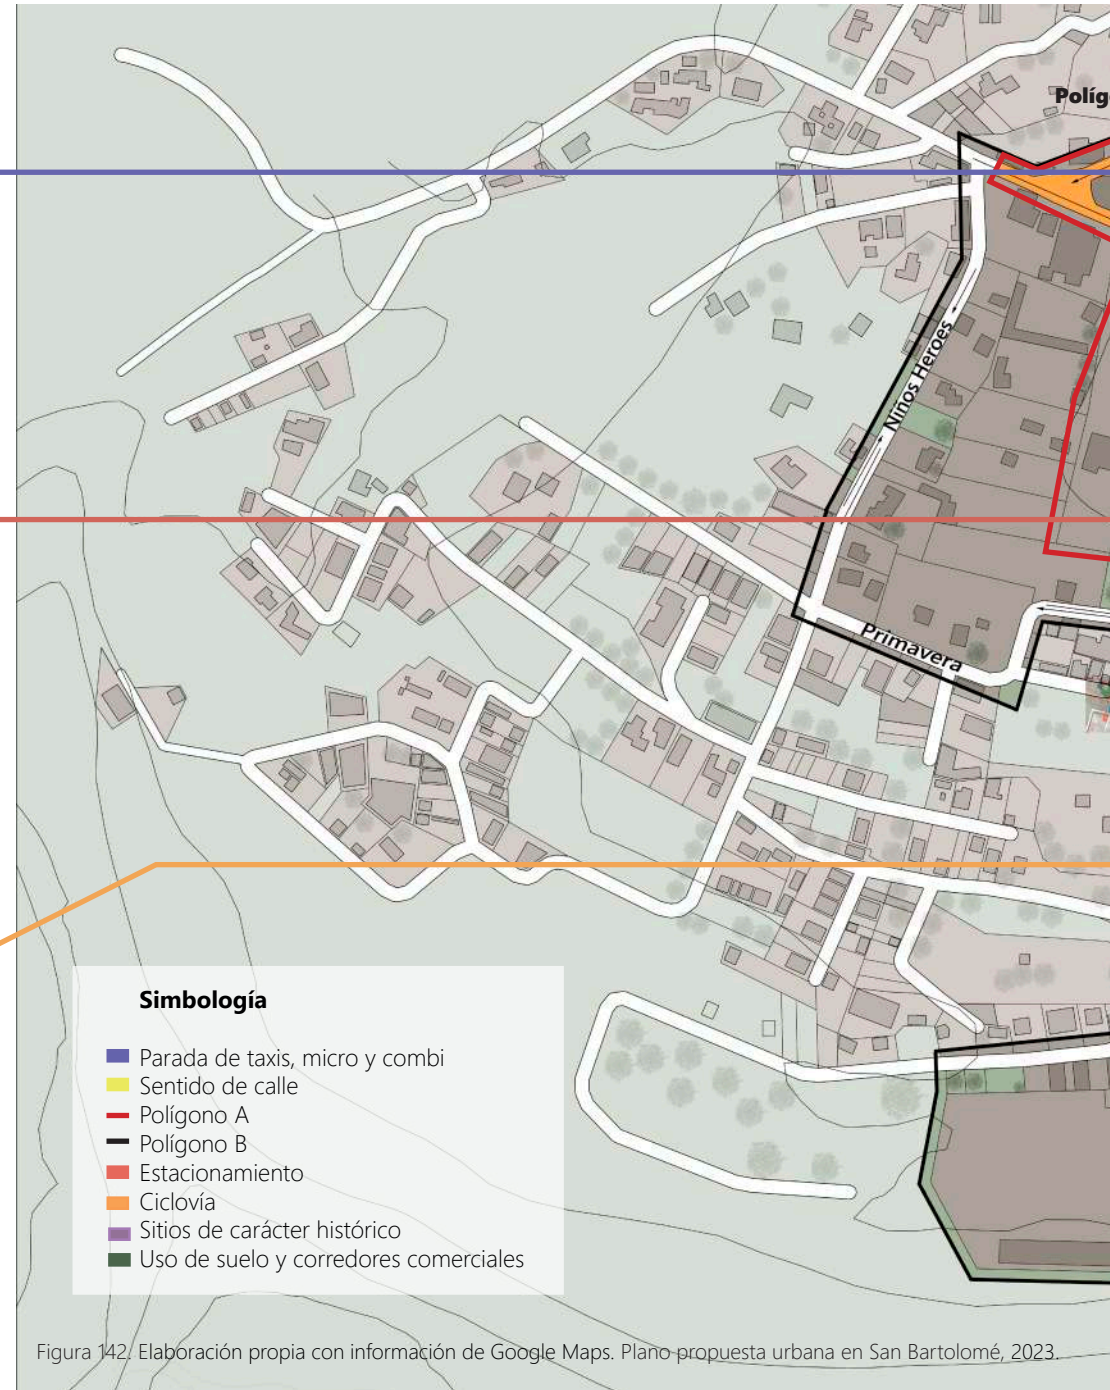 Políg
Niños Heroes
Primavera
Simbología
Parada de taxis, micro y combi
Sentido de calle
Polígono A
Polígono B
Estacionamiento
Ciclovía
Sitios de carácter histórico
Uso de suelo y corredores comerciales
Figura 142. Elaboración propia con información de Google Maps. Plano propuesta urbana en San Bartolomé, 2023.